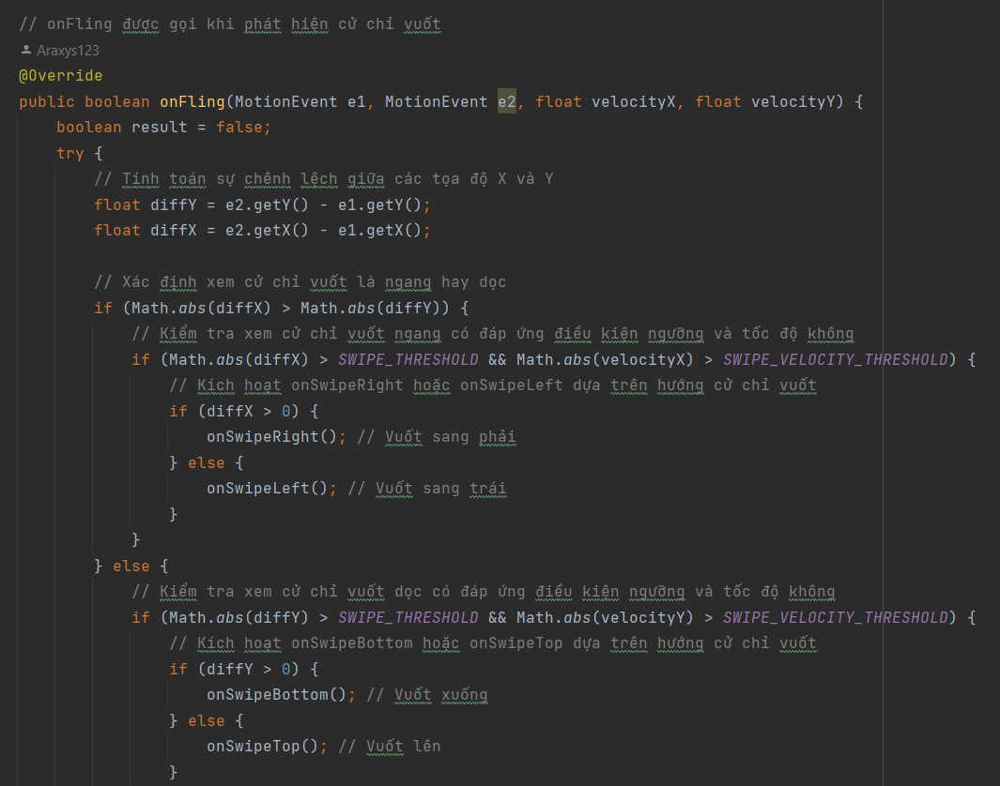 // onFling được gọi khi phát hiện cử chỉ vuốt
Araxys123
@Override
public boolean onFling(MotionEvent e1, MotionEvent e2, float velocityX, float velocityY) {
    boolean result = false;
    try {
        // Tính toán sự chênh lệch giữa các tọa độ X và Y
        float diffY = e2.getY() - e1.getY();
        float diffX = e2.getX() - e1.getX();

        // Xác định xem cử chỉ vuốt là ngang hay dọc
        if (Math.abs(diffX) > Math.abs(diffY)) {
            // Kiểm tra xem cử chỉ vuốt ngang có đáp ứng điều kiện ngưỡng và tốc độ không
            if (Math.abs(diffX) > SWIPE_THRESHOLD && Math.abs(velocityX) > SWIPE_VELOCITY_THRESHOLD) {
                // Kích hoạt onSwipeRight hoặc onSwipeLeft dựa trên hướng cử chỉ vuốt
                if (diffX > 0) {
                    onSwipeRight(); // Vuốt sang phải
                } else {
                    onSwipeLeft(); // Vuốt sang trái
                }
            }
        } else {
            // Kiểm tra xem cử chỉ vuốt dọc có đáp ứng điều kiện ngưỡng và tốc độ không
            if (Math.abs(diffY) > SWIPE_THRESHOLD && Math.abs(velocityY) > SWIPE_VELOCITY_THRESHOLD) {
                // Kích hoạt onSwipeBottom hoặc onSwipeTop dựa trên hướng cử chỉ vuốt
                if (diffY > 0) {
                    onSwipeBottom(); // Vuốt xuống
                } else {
                    onSwipeTop(); // Vuốt lên
                }